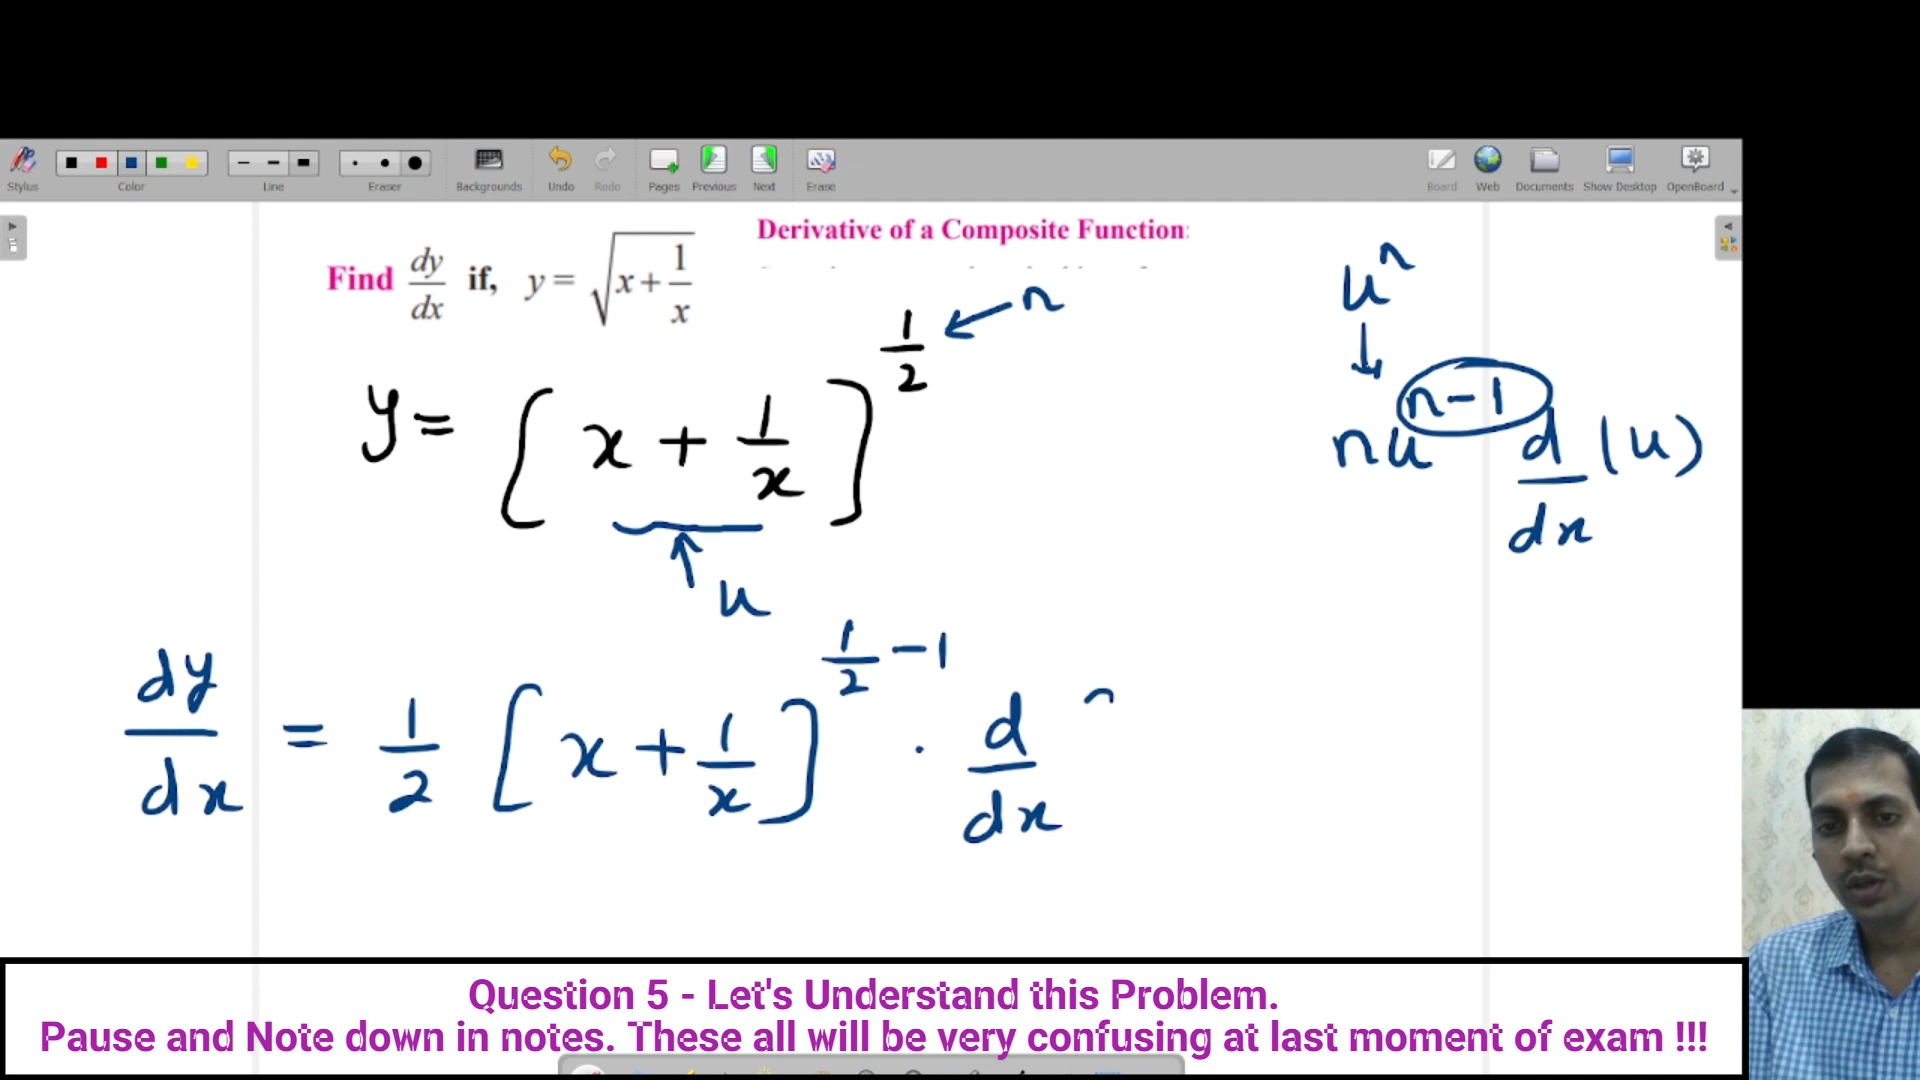 Stylus Color Line Eraser Backgrounds Undo Redo Pages Previous Next Erase Board Web Documents Show Desktop OpenBoard
Derivative of a Composite Function:
Find dy/dx if, y = √(x + 1/x)
y = [x + 1/x]^(1/2) ← n
↑ u
u^n
↓
nu^(n-1) d/dx (u)
dy/dx = 1/2 [x + 1/x]^(1/2 - 1) . d/dx
Question 5 - Let's Understand this Problem.
Pause and Note down in notes. These all will be very confusing at last moment of exam !!!